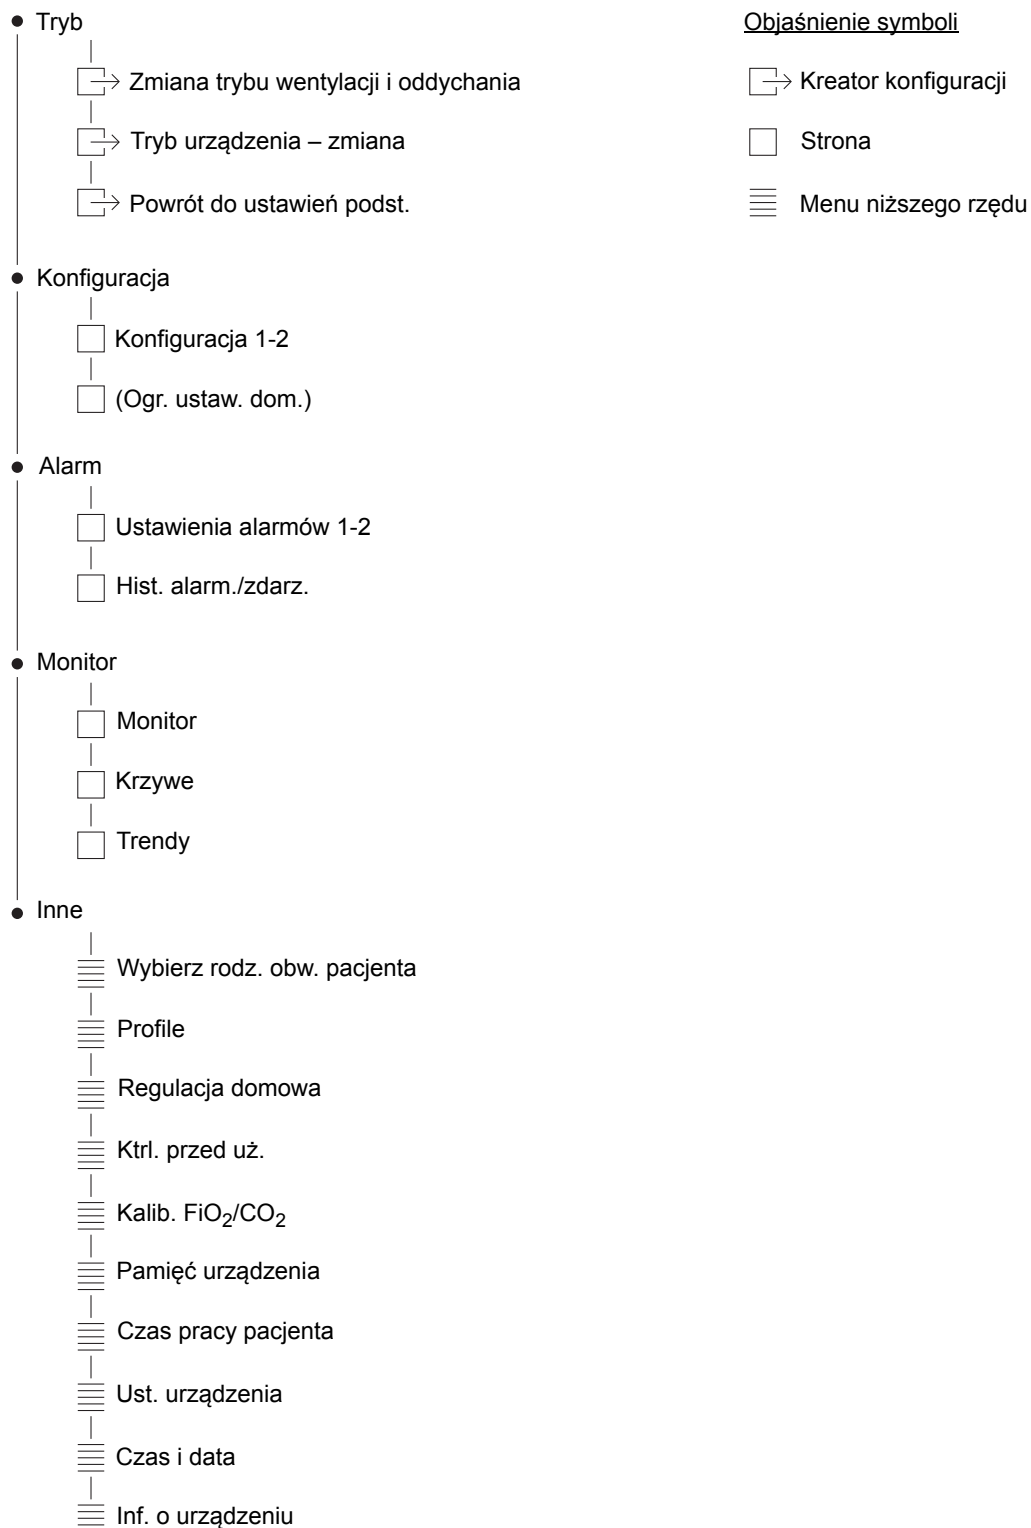 Tryb
Zmiana trybu wentylacji i oddychania
Tryb urządzenia – zmiana
Powrót do ustawień podst.
Konfiguracja
Konfiguracja 1-2
(Ogr. ustaw. dom.)
Alarm
Ustawienia alarmów 1-2
Hist. alarm./zdarz.
Monitor
Monitor
Krzywe
Trendy
Inne
Wybierz rodz. obw. pacjenta
Profile
Regulacja domowa
Ktrl. przed uż.
Kalib. FiO2/CO2
Pamięć urządzenia
Czas pracy pacjenta
Ust. urządzenia
Czas i data
Inf. o urządzeniu
Objaśnienie symboli
Kreator konfiguracji
Strona
Menu niższego rzędu